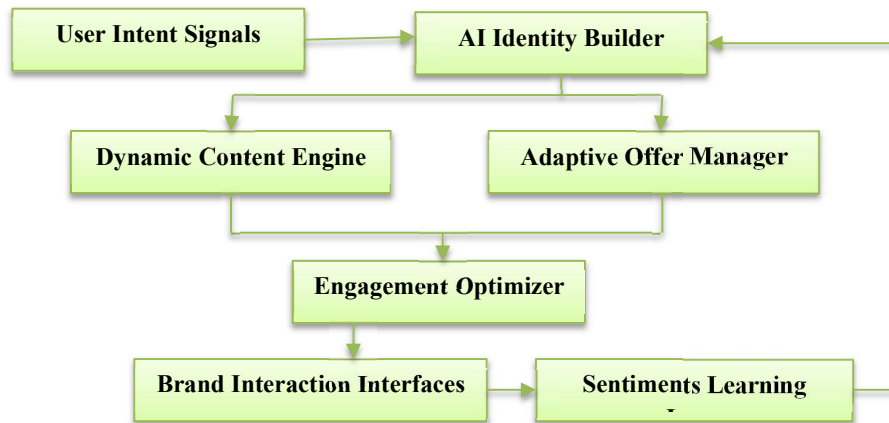 User Intent Signals
AI Identity Builder
Dynamic Content Engine
Adaptive Offer Manager
Engagement Optimizer
Brand Interaction Interfaces
Sentiments Learning